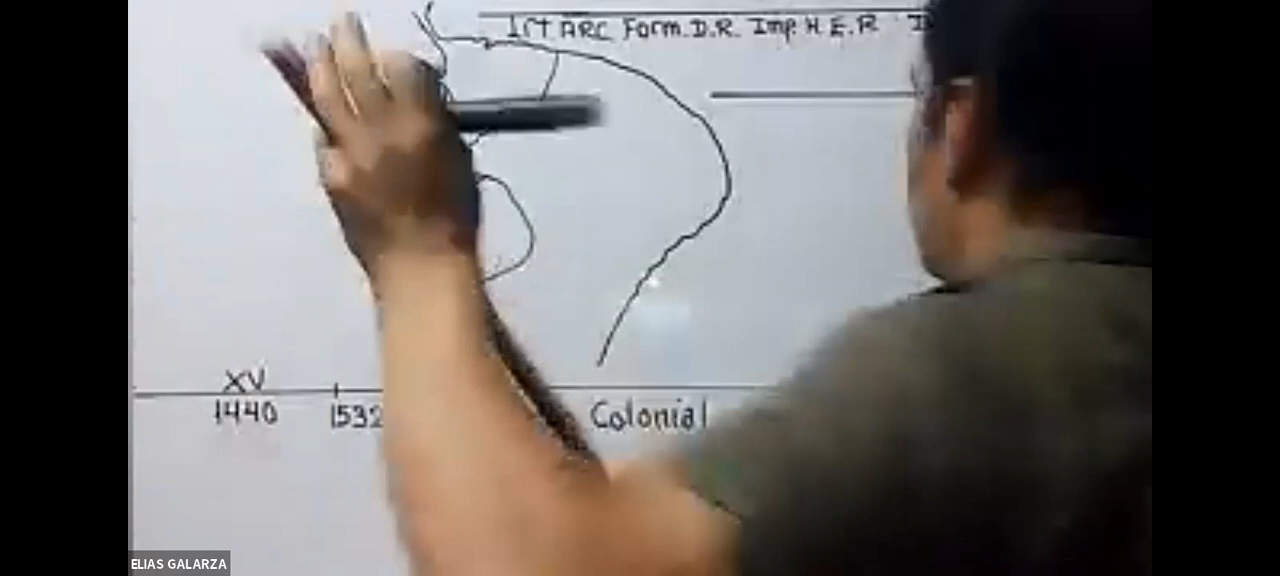 1rt ARC Form. D.R. Imp. H E.R
XV
1440 1532 Colonial
ELIAS GALARZA